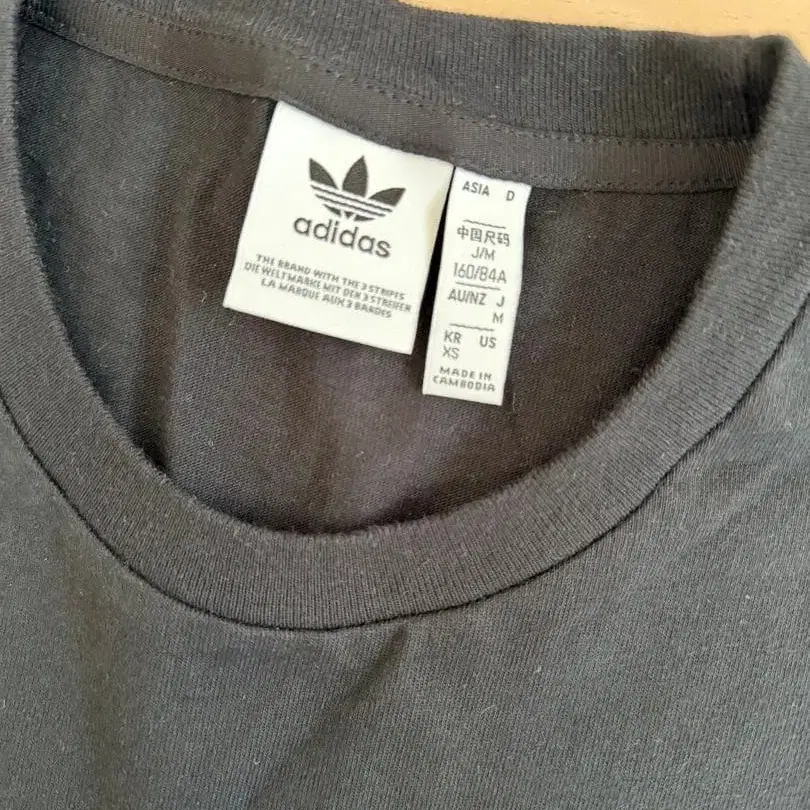 adidas
THE BRAND WITH THE 3 STRIPES
DIE WELTMARKE MIT DEN 3 STREIFEN
LA MARQUE AUX 3 BANDES
ASIA D
中国尺码
J/M
160/84A
AU/NZ J
M
KR US
XS
MADE IN
CAMBODIA